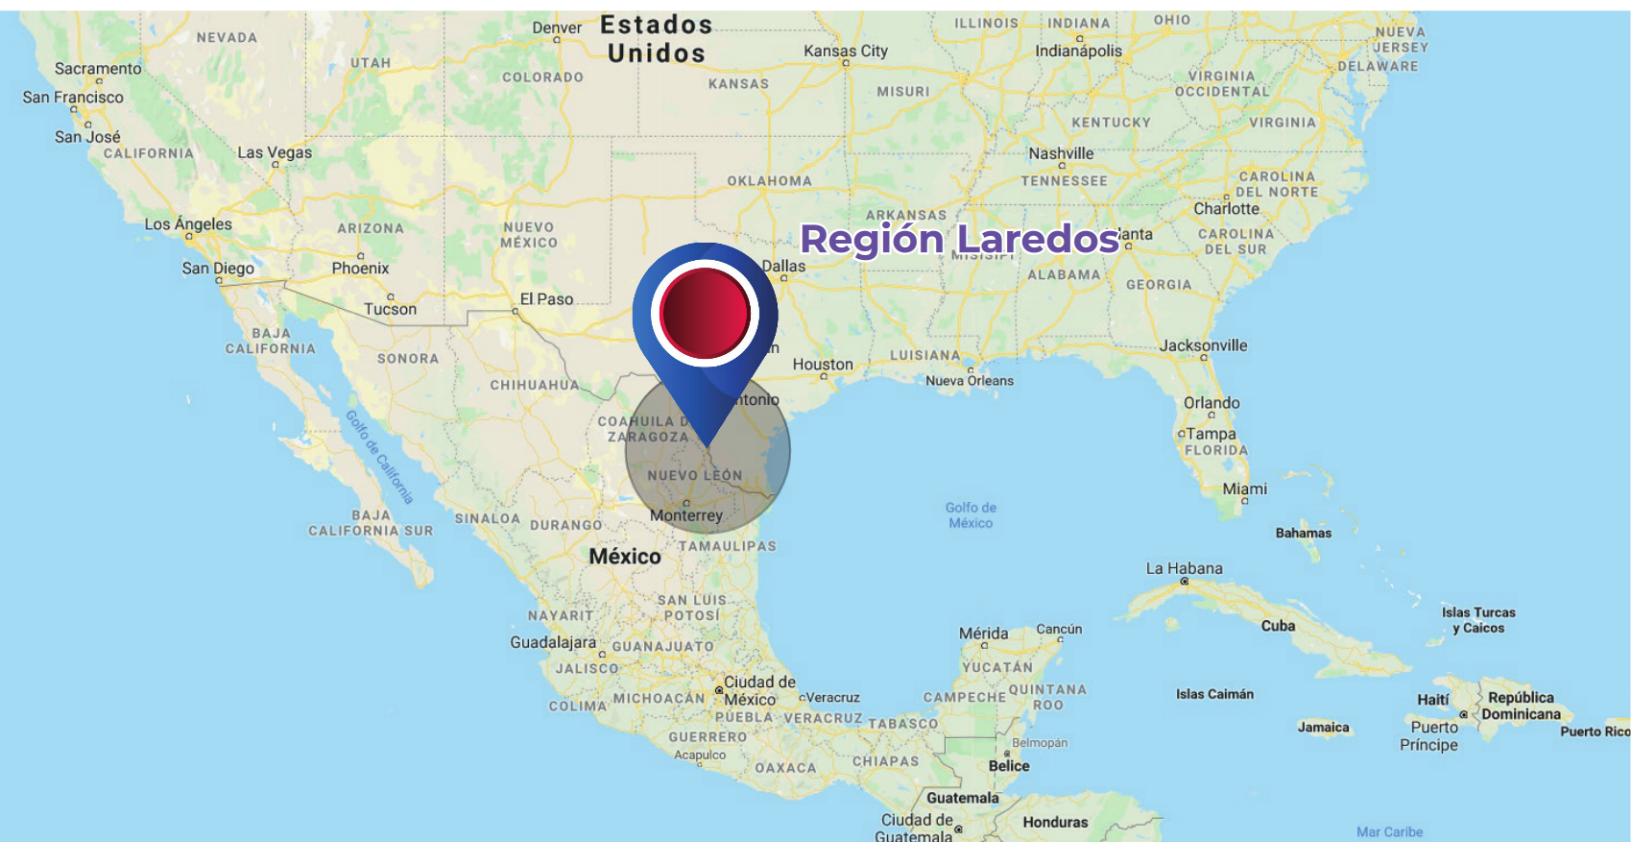 Estados
Unidos
Denver
NEVADA
UTAH
COLORADO
KANSAS
Kansas City
MISURI
ILLINOIS
INDIANA
OHIO
Indianápolis
NUEVA
JERSEY
DELAWARE
VIRGINIA
OCCIDENTAL
VIRGINIA
KENTUCKY
Sacramento
San Francisco
San José
CALIFORNIA
Las Vegas
Nashville
TENNESSEE
OKLAHOMA
ARKANSAS
CAROLINA
DEL NORTE
Charlotte
CAROLINA
DEL SUR
Los Ángeles
ARIZONA
NUEVO
MÉXICO
Región Laredos
lanta
MISISIPI
ALABAMA
GEORGIA
San Diego
Phoenix
Tucson
El Paso
Dallas
BAJA
CALIFORNIA
SONORA
CHIHUAHUA
Houston
LUISIANA
Nueva Orleans
Jacksonville
ntonio
COAHUILA D
ZARAGOZA
NUEVO LEÓN
Monterrey
Golfo de California
Orlando
Tampa
FLORIDA
Miami
Golfo de
México
Bahamas
BAJA
CALIFORNIA SUR
SINALOA
DURANGO
México
TAMAULIPAS
La Habana
Cuba
Islas Turcas
y Caicos
SAN LUIS
POTOSÍ
NAYARIT
Guadalajara
GUANAJUATO
JALISCO
Mérida
Cancún
YUCATÁN
Ciudad de
México
Veracruz
MICHOACÁN
COLIMA
CAMPECHE
QUINTANA
ROO
PUEBLA
VERACRUZ
TABASCO
GUERRERO
Acapulco
OAXACA
CHIAPAS
Belmopán
Belice
Islas Caimán
Jamaica
Haití
Puerto
Príncipe
República
Dominicana
Puerto Rico
Guatemala
Ciudad de
Guatemala
Honduras
Mar Caribe